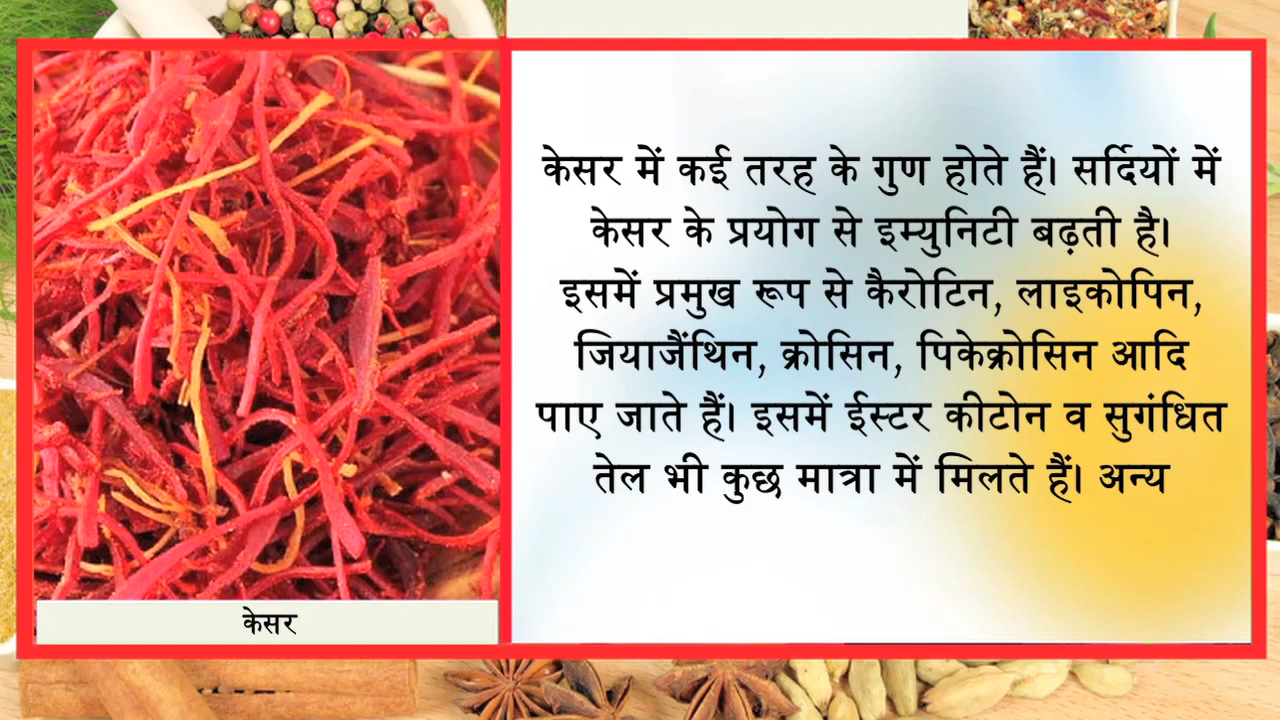 केसर में कई तरह के गुण होते हैं। सर्दियों में
केसर के प्रयोग से इम्युनिटी बढ़ती है।
इसमें प्रमुख रूप से कैरोटिन, लाइकोपिन,
जियाजैंथिन, क्रोसिन, पिकेक्रोसिन आदि
पाए जाते हैं। इसमें ईस्टर कीटोन व सुगंधित
तेल भी कुछ मात्रा में मिलते हैं। अन्य
केसर